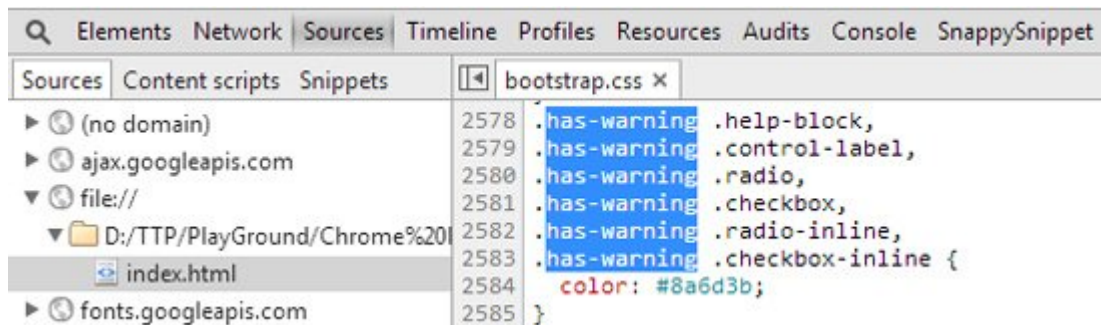 Elements Network Sources Timeline Profiles Resources Audits Console SnappySnippet
Sources Content scripts Snippets
bootstrap.css ×
(no domain)
ajax.googleapis.com
file://
D:/TTP/PlayGround/Chrome%20
index.html
fonts.googleapis.com
2578 .has-warning .help-block,
2579 .has-warning .control-label,
2580 .has-warning .radio,
2581 .has-warning .checkbox,
2582 .has-warning .radio-inline,
2583 .has-warning .checkbox-inline {
2584 color: #8a6d3b;
2585 }